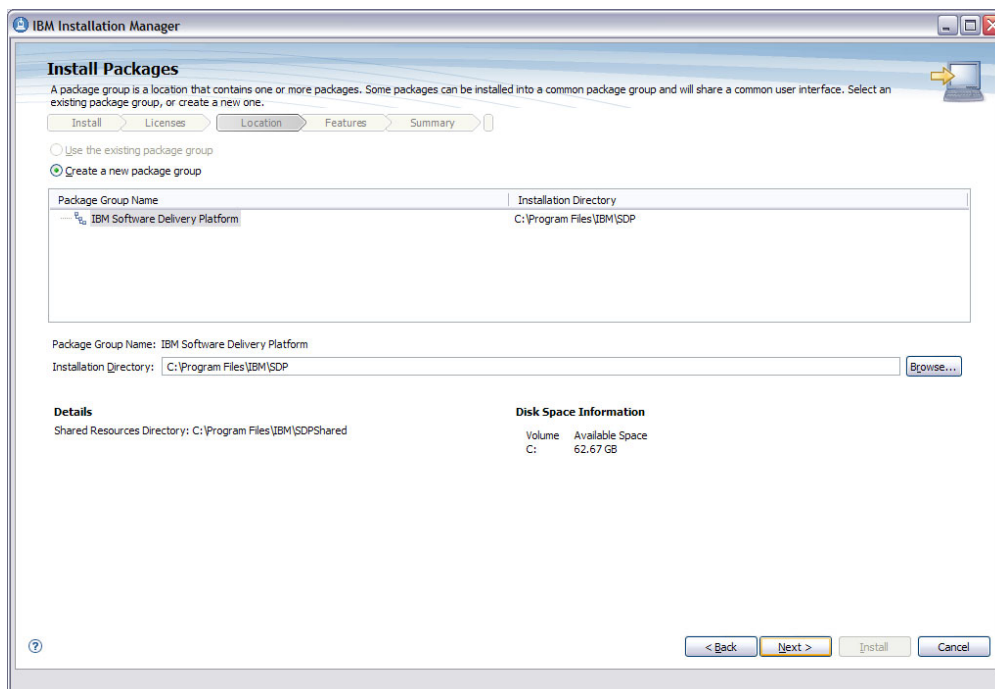 IBM Installation Manager
Install Packages
A package group is a location that contains one or more packages. Some packages can be installed into a common package group and will share a common user interface. Select an
existing package group, or create a new one.
Install Licenses Location Features Summary
Use the existing package group
Create a new package group
Package Group Name Installation Directory
IBM Software Delivery Platform C:\Program Files\IBM\SDP
Package Group Name: IBM Software Delivery Platform
Installation Directory: C:\Program Files\IBM\SDP Browse...
Details Disk Space Information
Shared Resources Directory: C:\Program Files\IBM\SDPShared
Volume Available Space
C: 62.67 GB
? < Back Next > Install Cancel